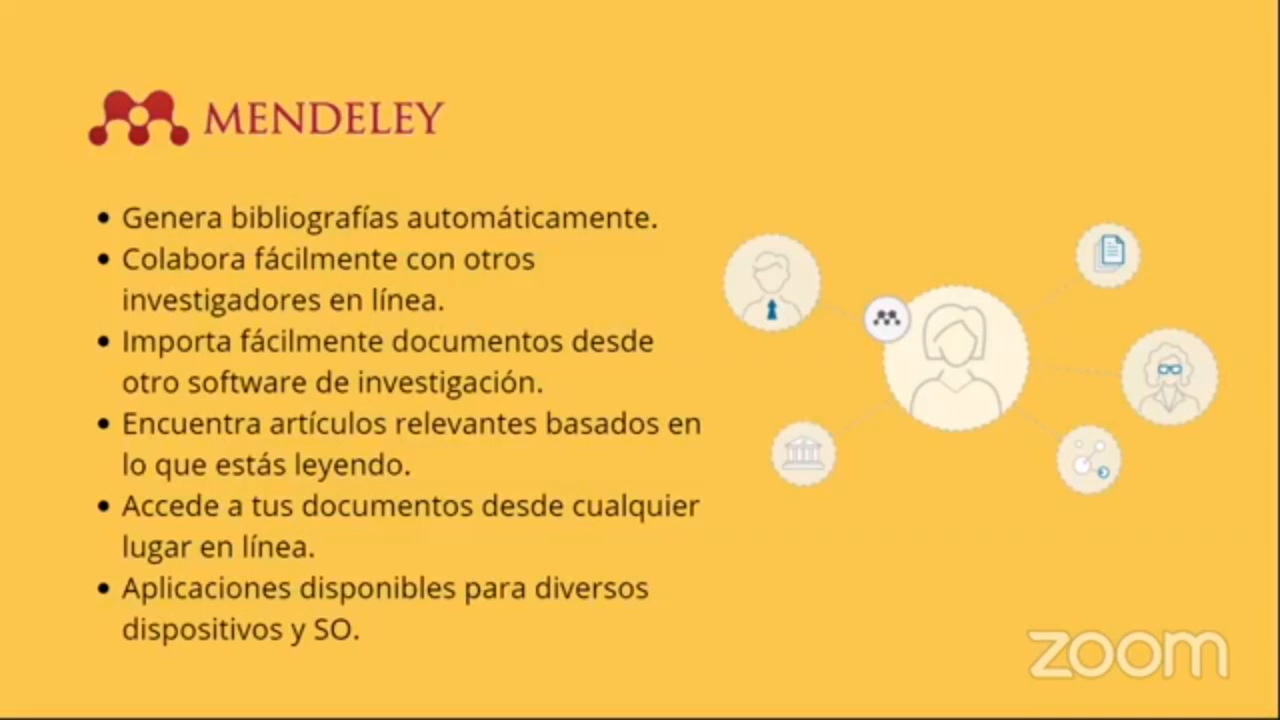 MENDELEY
• Genera bibliografías automáticamente.
• Colabora fácilmente con otros
investigadores en línea.
• Importa fácilmente documentos desde
otro software de investigación.
• Encuentra artículos relevantes basados en
lo que estás leyendo.
• Accede a tus documentos desde cualquier
lugar en línea.
• Aplicaciones disponibles para diversos
dispositivos y SO.
zoom